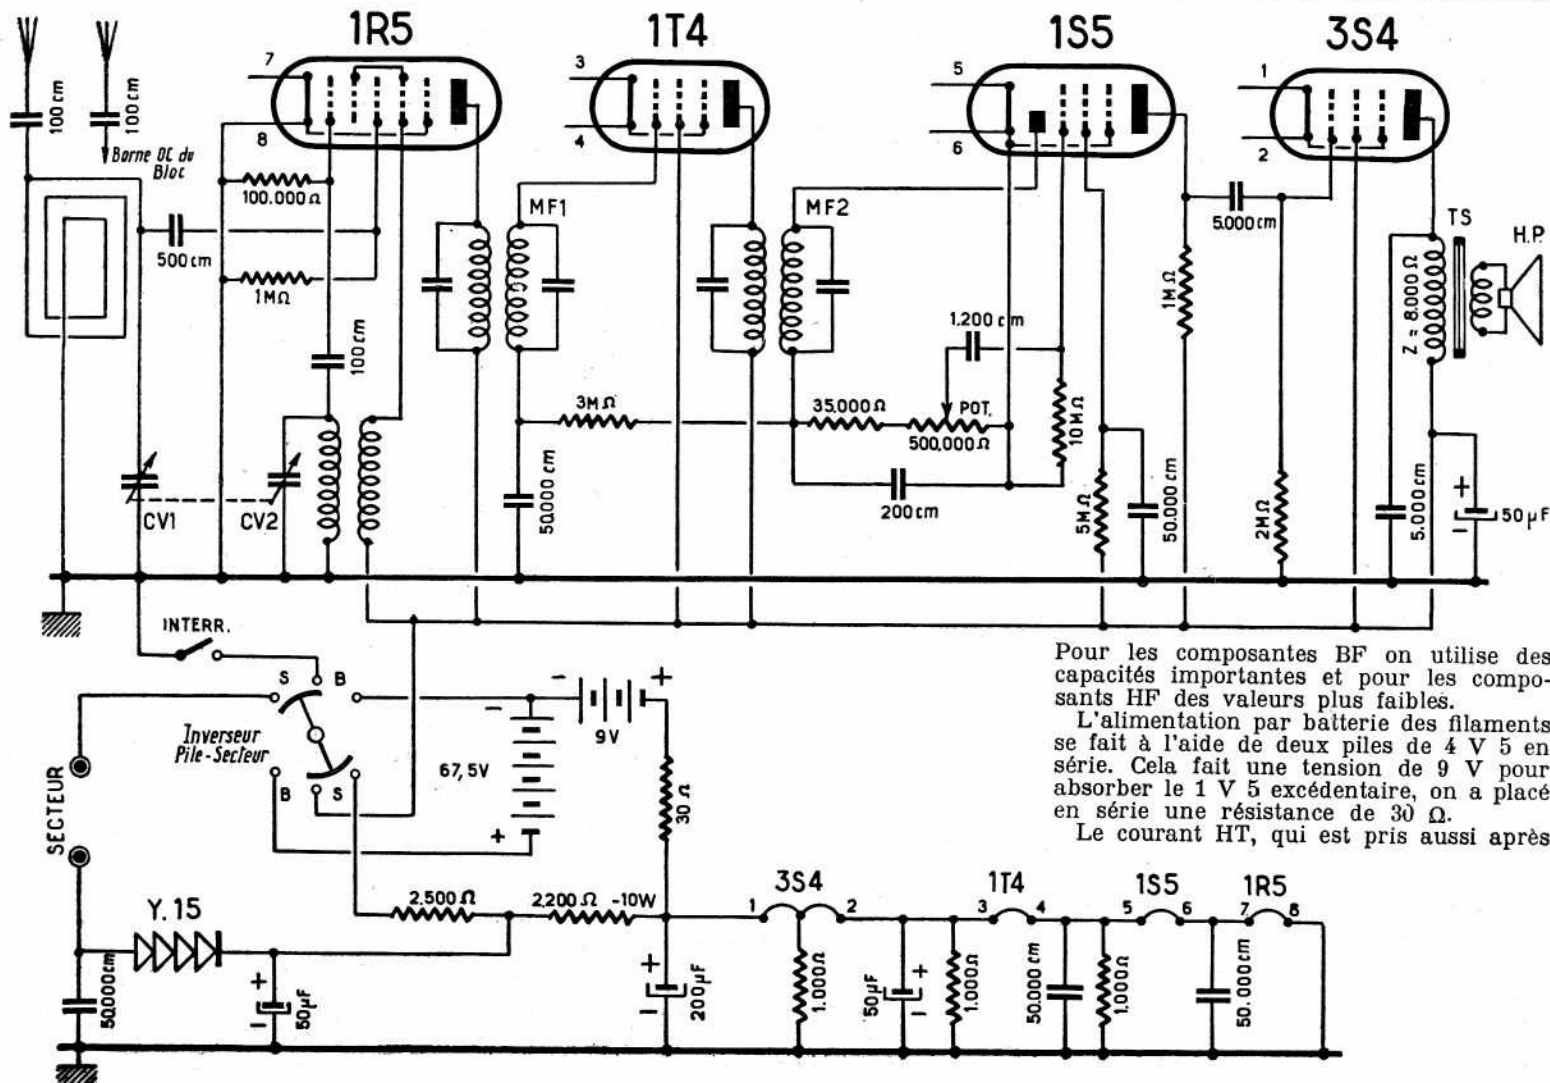 1R5
1T4
1S5
3S4
100 cm
100 cm
Borne OC du
Bloc
7
8
3
4
5
6
1
2
100.000 Ω
500 cm
1MΩ
100 cm
MF1
MF2
5.000 cm
1MΩ
TS
H.P.
Z = 8.000 Ω
1.200 cm
3MΩ
35.000 Ω
POT.
500.000 Ω
10MΩ
200 cm
50.000 cm
5MΩ
50.000 cm
2MΩ
5.000 cm
+
-
50 µF
CV1
CV2
INTERR.
S
B
Inverseur
Pile-Secteur
B
S
SECTEUR
-
67,5V
+
-
+
9V
30 Ω
Pour les composantes BF on utilise des
capacités importantes et pour les compo-
sants HF des valeurs plus faibles.
L'alimentation par batterie des filaments
se fait à l'aide de deux piles de 4 V 5 en
série. Cela fait une tension de 9 V pour
absorber le 1 V 5 excédentaire, on a placé
en série une résistance de 30 Ω.
Le courant HT, qui est pris aussi après
Y.15
2.500 Ω
2.200 Ω -10W
3S4
1T4
1S5
1R5
1
2
3
4
5
6
7
8
50.000 cm
+
-
50µF
+
-
200µF
1.000Ω
50µF
+
-
1.000Ω
50.000 cm
1.000Ω
50.000 cm